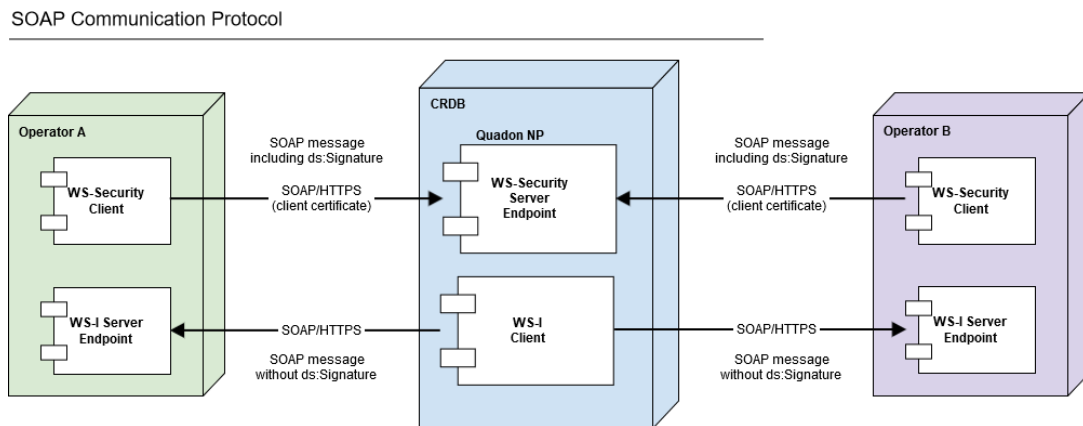 SOAP Communication Protocol
Operator A
WS-Security
Client
WS-I Server
Endpoint
SOAP message
including ds:Signature
SOAP/HTTPS
(client certificate)
SOAP/HTTPS
SOAP message
without ds:Signature
CRDB
Quadon NP
WS-Security
Server
Endpoint
WS-I
Client
SOAP message
including ds:Signature
SOAP/HTTPS
(client certificate)
SOAP/HTTPS
SOAP message
without ds:Signature
Operator B
WS-Security
Client
WS-I Server
Endpoint